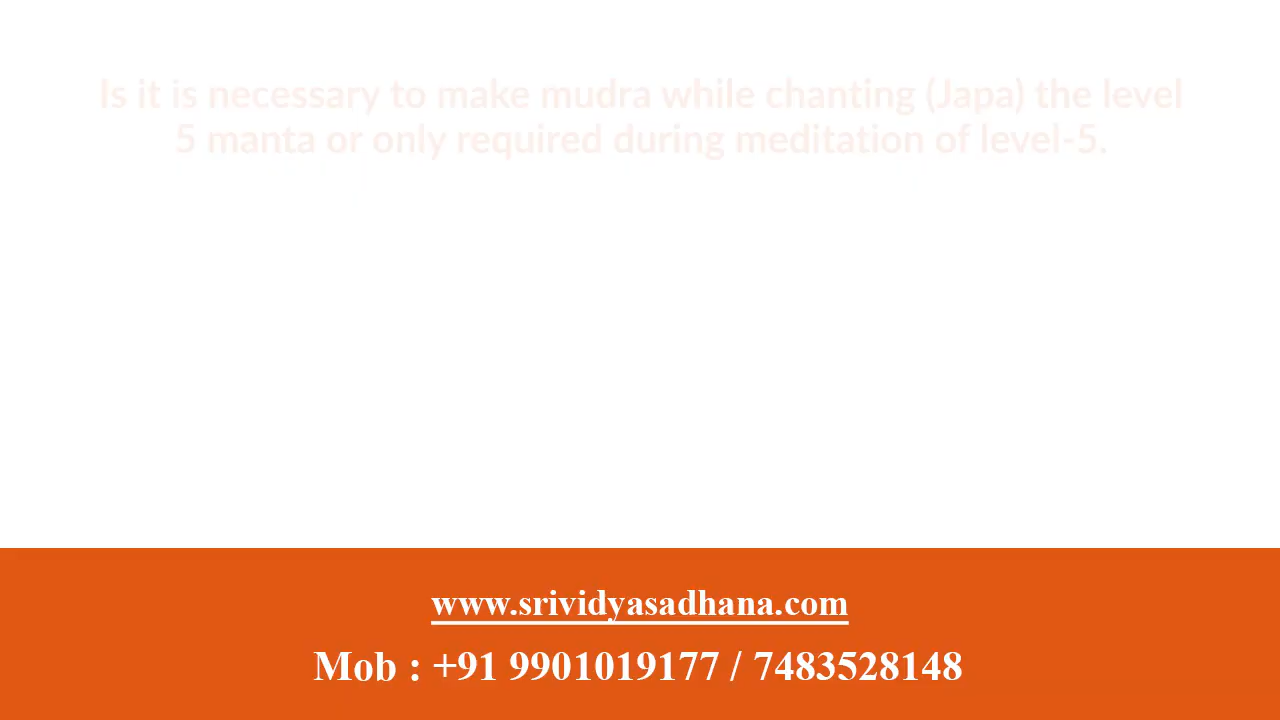 Is it is necessary to make mudra while chanting (Japa) the level
5 manta or only required during meditation of level-5.
www.srividyasadhana.com
Mob : +91 9901019177 / 7483528148